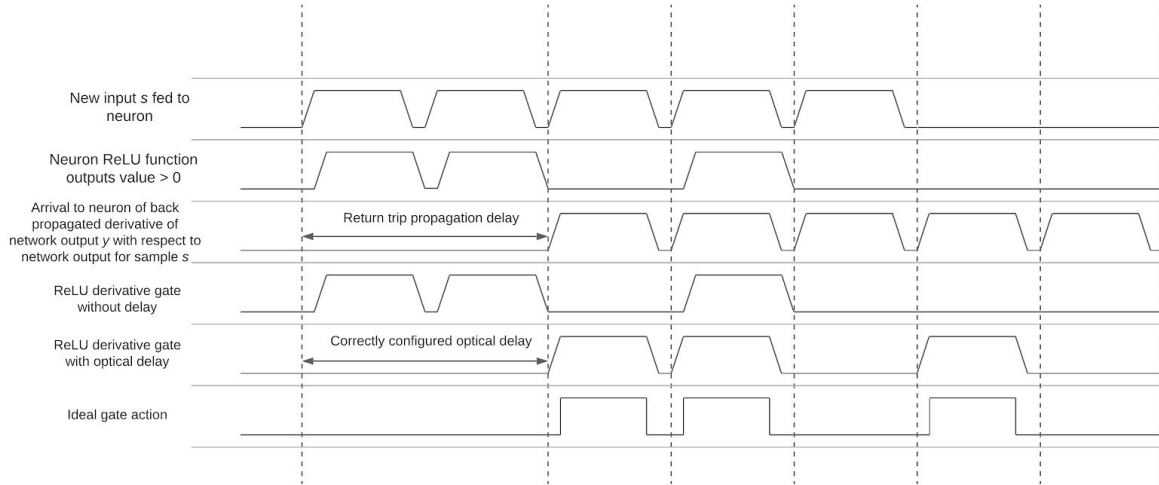 New input s fed to
neuron
Neuron ReLU function
outputs value > 0
Arrival to neuron of back
propagated derivative of
network output y with respect to
network output for sample s
Return trip propagation delay
ReLU derivative gate
without delay
ReLU derivative gate
with optical delay
Correctly configured optical delay
Ideal gate action